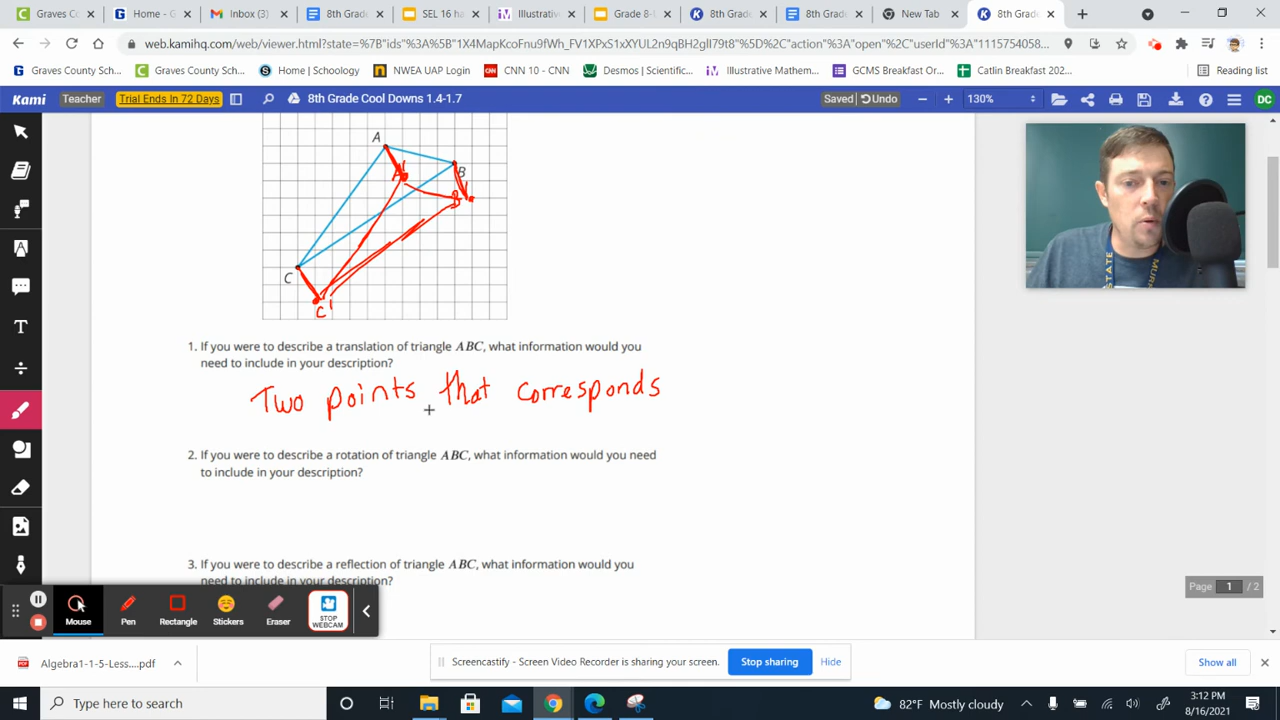 Graves Co
Home - G
Inbox (3
8th Grade
SEL 16 ha
Illustrative
Grade 8-
8th Grade
8th Grade
New Tab
8th Grade
web.kamihq.com/web/viewer.html?state=%7B"ids"%3A%5B"1X4MapKcoFnu9fWh_FV1XPxS1xXYUL2n9qBH2glI79t8"%5D%2C"action"%3A"open"%2C"userId"%3A"1115754058...
Graves County Sch...
Graves County Sch...
Home | Schoology
NWEA UAP Login
CNN 10 - CNN
Desmos | Scientific...
Illustrative Mathem...
GCMS Breakfast Or...
Catlin Breakfast 202...
Reading list
Kami
Teacher
Trial Ends In 72 Days
8th Grade Cool Downs 1.4-1.7
Saved
Undo
130%
DC
A
A'
B
B'
C
C'
1. If you were to describe a translation of triangle ABC, what information would you
need to include in your description?
Two points that corresponds
2. If you were to describe a rotation of triangle ABC, what information would you need
to include in your description?
3. If you were to describe a reflection of triangle ABC, what information would you
need to include in your description?
Page 1 / 2
Mouse
Pen
Rectangle
Stickers
Eraser
STOP
WEBCAM
Algebra1-1-5-Less....pdf
Screencastify - Screen Video Recorder is sharing your screen.
Stop sharing
Hide
Show all
Type here to search
82°F Mostly cloudy
3:12 PM
8/16/2021